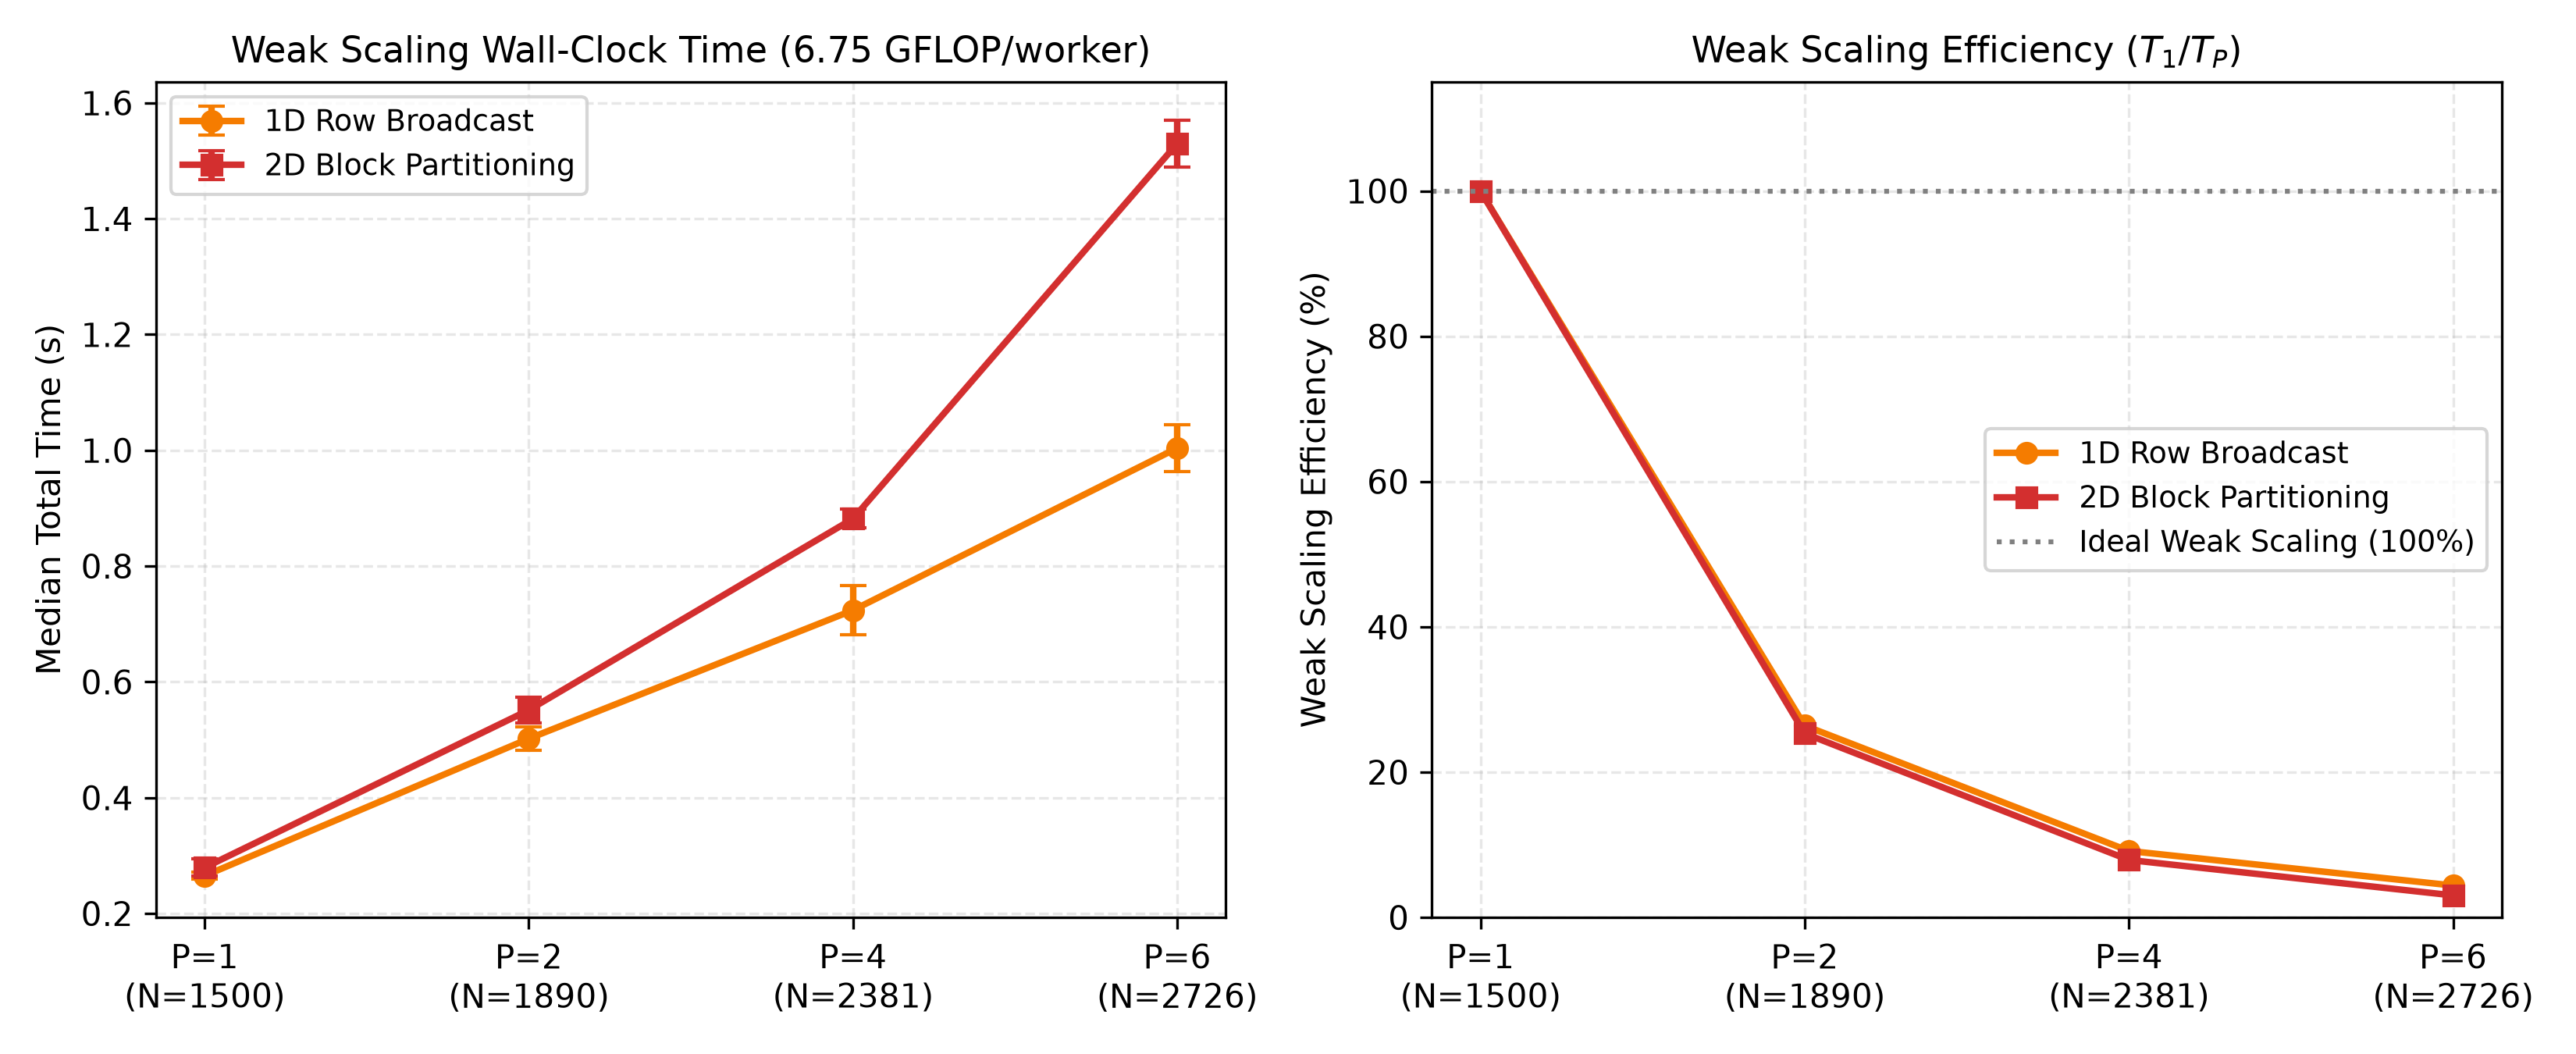 Weak Scaling Wall-Clock Time (6.75 GFLOP/worker)
1D Row Broadcast
2D Block Partitioning
Median Total Time (s)
1.6
1.4
1.2
1.0
0.8
0.6
0.4
0.2
P=1 P=2 P=4 P=6
(N=1500) (N=1890) (N=2381) (N=2726)
Weak Scaling Efficiency (T₁/T_P)
Weak Scaling Efficiency (%)
100
80
60
40
20
0
1D Row Broadcast
2D Block Partitioning
Ideal Weak Scaling (100%)
P=1 P=2 P=4 P=6
(N=1500) (N=1890) (N=2381) (N=2726)